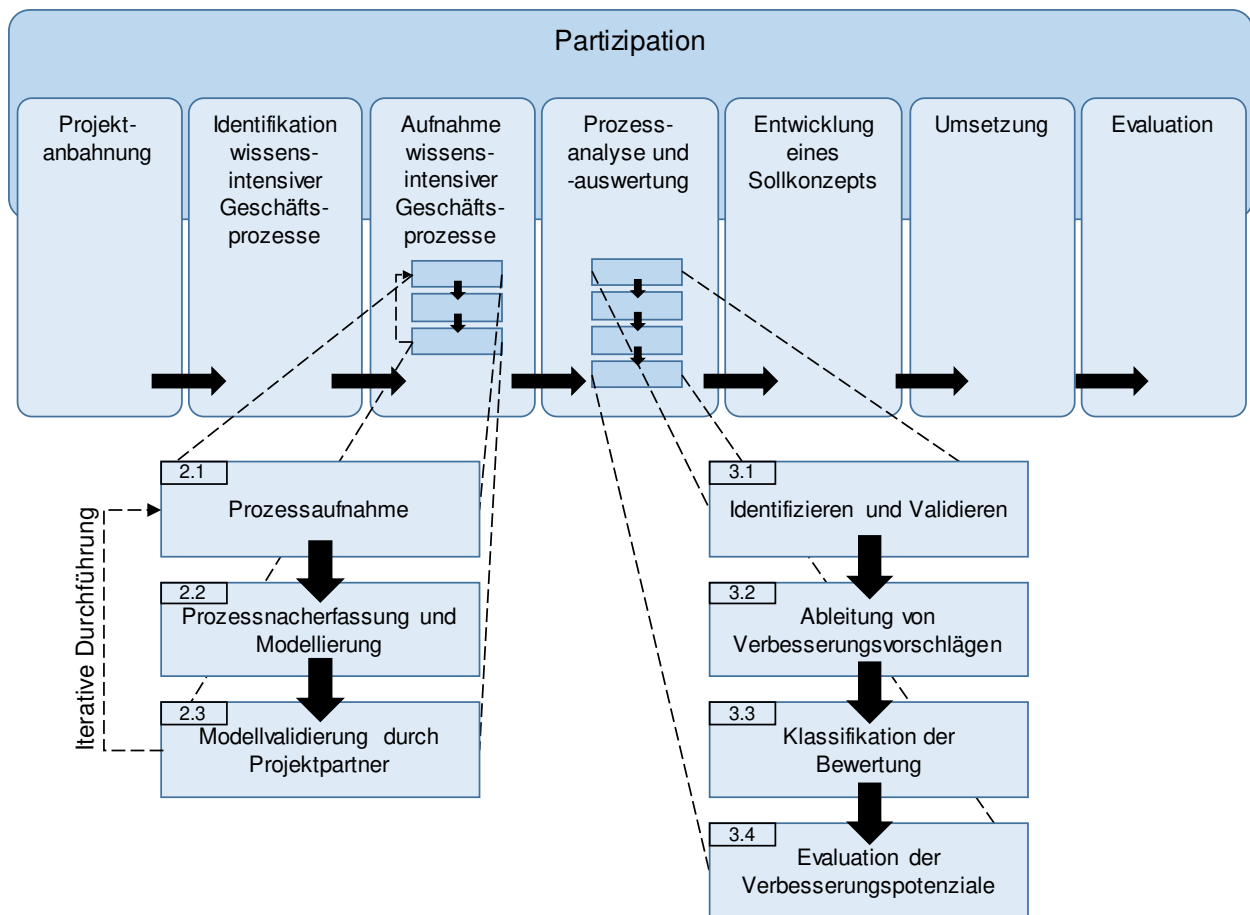 Partizipation
Projekt-
anbahnung
Identifikation
wissens-
intensiver
Geschäfts-
prozesse
Aufnahme
wissens-
intensiver
Geschäfts-
prozesse
Prozess-
analyse und
-auswertung
Entwicklung
eines
Sollkonzepts
Umsetzung
Evaluation
Iterative Durchführung
2.1
Prozessaufnahme
2.2
Prozessnacherfassung und
Modellierung
2.3
Modellvalidierung durch
Projektpartner
3.1
Identifizieren und Validieren
3.2
Ableitung von
Verbesserungsvorschlägen
3.3
Klassifikation der
Bewertung
3.4
Evaluation der
Verbesserungspotenziale